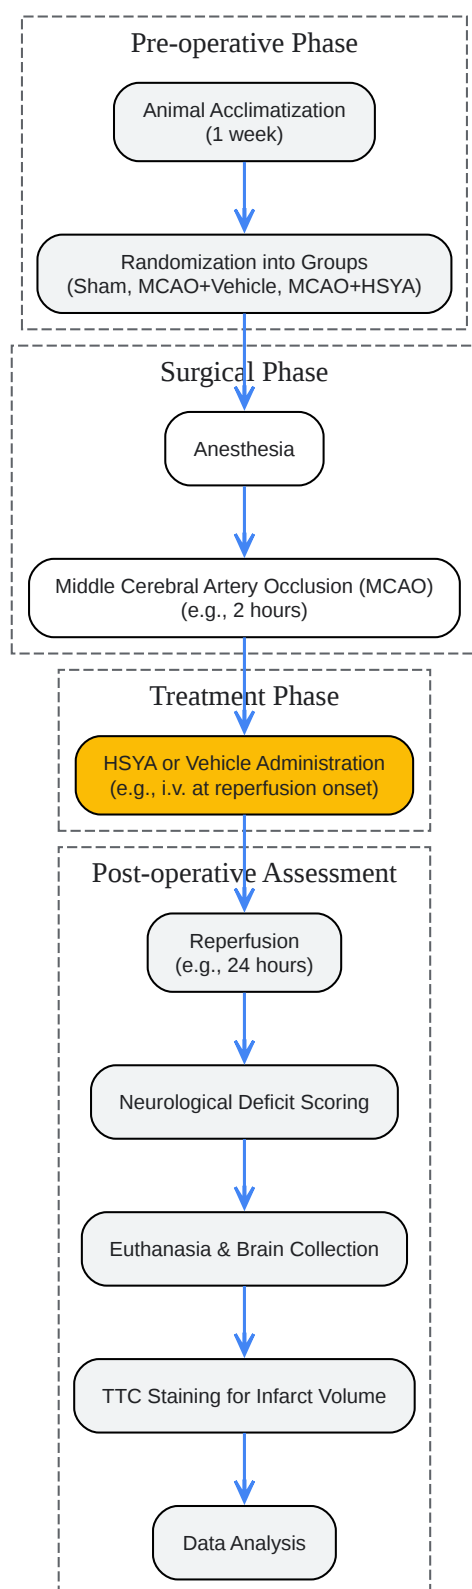 Pre-operative Phase
Animal Acclimatization
(1 week)
Randomization into Groups
(Sham, MCAO+Vehicle, MCAO+HSYA)
Surgical Phase
Anesthesia
Middle Cerebral Artery Occlusion (MCAO)
(e.g., 2 hours)
Treatment Phase
HSYA or Vehicle Administration
(e.g., i.v. at reperfusion onset)
Post-operative Assessment
Reperfusion
(e.g., 24 hours)
Neurological Deficit Scoring
Euthanasia & Brain Collection
TTC Staining for Infarct Volume
Data Analysis